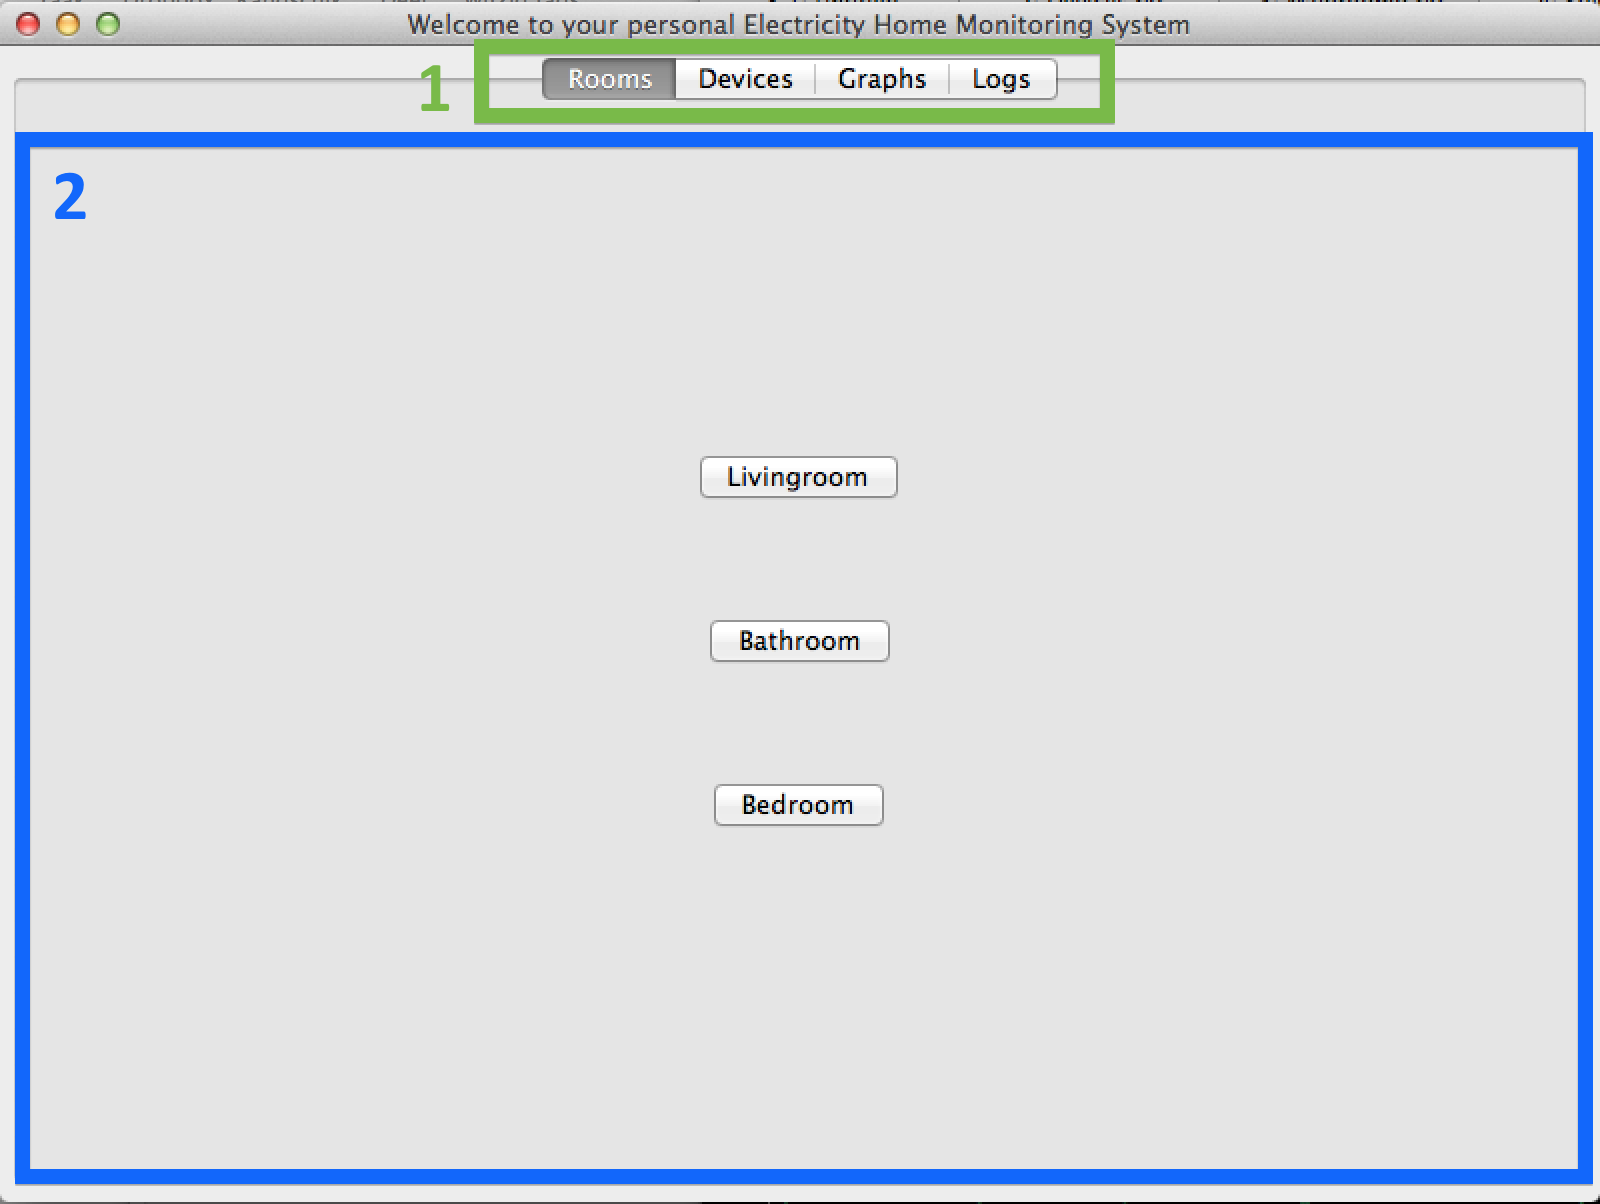 Welcome to your personal Electricity Home Monitoring System
1
Rooms Devices Graphs Logs
2
Livingroom
Bathroom
Bedroom